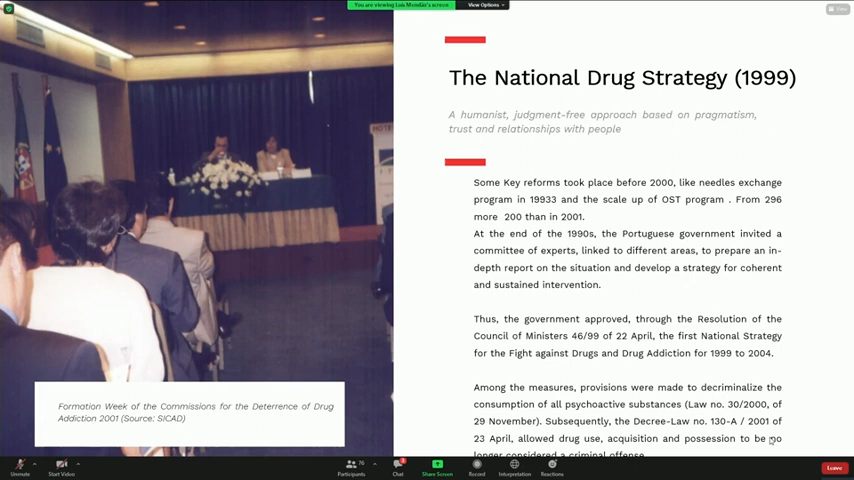 You are viewing Luís Mendão's screen
View Options
View
The National Drug Strategy (1999)
A humanist, judgment-free approach based on pragmatism,
trust and relationships with people
Some Key reforms took place before 2000, like needles exchange
program in 19933 and the scale up of OST program . From 296
more 200 than in 2001.
At the end of the 1990s, the Portuguese government invited a
committee of experts, linked to different areas, to prepare an in-
depth report on the situation and develop a strategy for coherent
and sustained intervention.
Thus, the government approved, through the Resolution of the
Council of Ministers 46/99 of 22 April, the first National Strategy
for the Fight against Drugs and Drug Addiction for 1999 to 2004.
Among the measures, provisions were made to decriminalize the
consumption of all psychoactive substances (Law no. 30/2000, of
29 November). Subsequently, the Decree-Law no. 130-A / 2001 of
23 April, allowed drug use, acquisition and possession to be no
longer considered a criminal offense.
Formation Week of the Commissions for the Deterrence of Drug
Addiction 2001 (Source: SICAD)
Unmute
Start Video
Participants
76
Chat
Share Screen
Record
Interpretation
Reactions
Leave